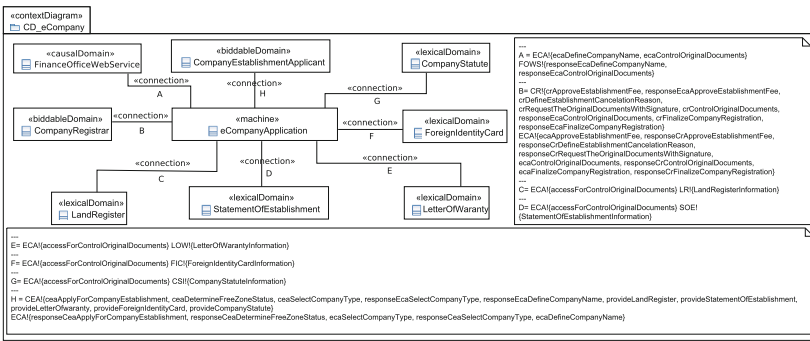 «contextDiagram»
CD_eCompany
«causalDomain»
FinanceOfficeWebService
«biddableDomain»
CompanyEstablishmentApplicant
«lexicalDomain»
CompanyStatute
«connection»
A
«connection»
H
«connection»
G
«biddableDomain»
CompanyRegistrar
«connection»
B
«machine»
eCompanyApplication
«connection»
F
«lexicalDomain»
ForeignIdentityCard
«connection»
C
«connection»
D
«connection»
E
«lexicalDomain»
LandRegister
«lexicalDomain»
StatementOfEstablishment
«lexicalDomain»
LetterOfWaranty
---
A = ECA!{ecaDefineCompanyName, ecaControlOriginalDocuments}
FOWS!{responseEcaDefineCompanyName,
responseEcaControlOriginalDocuments}
---
B= CR!{crApproveEstablishmentFee, responseEcaApproveEstablishmentFee,
crDefineEstablishmentCancelationReason,
crRequestTheOriginalDocumentsWithSignature, crControlOriginalDocuments,
responseEcaControlOriginalDocuments, crFinalizeCompanyRegistration,
responseEcaFinalizeCompanyRegistration}
ECA!{ecaApproveEstablishmentFee, responseCrApproveEstablishmentFee,
responseCrDefineEstablishmentCancelationReason,
responseCrRequestTheOriginalDocumentsWithSignature,
ecaControlOriginalDocuments, responseCrControlOriginalDocuments,
ecaFinalizeCompanyRegistration, responseCrFinalizeCompanyRegistration}
---
C= ECA!{accessForControlOriginalDocuments} LR!{LandRegisterInformation}
---
D= ECA!{accessForControlOriginalDocuments} SOE!
{StatementOfEstablishmentInformation}
---
E= ECA!{accessForControlOriginalDocuments} LOW!{LetterOfWarantyInformation}
---
F= ECA!{accessForControlOriginalDocuments} FIC!{ForeignIdentityCardInformation}
---
G= ECA!{accessForControlOriginalDocuments} CSI!{CompanyStatuteInformation}
---
H = CEA!{ceaApplyForCompanyEstablishment, ceaDetermineFreeZoneStatus, ceaSelectCompanyType, responseEcaSelectCompanyType, responseEcaDefineCompanyName, provideLandRegister, provideStatementOfEstablishment,
provideLetterOfwaranty, provideForeignIdentityCard, provideCompanyStatute}
ECA!{responseCeaApplyForCompanyEstablishment, responseCeaDetermineFreeZoneStatus, ecaSelectCompanyType, responseCeaSelectCompanyType, ecaDefineCompanyName}